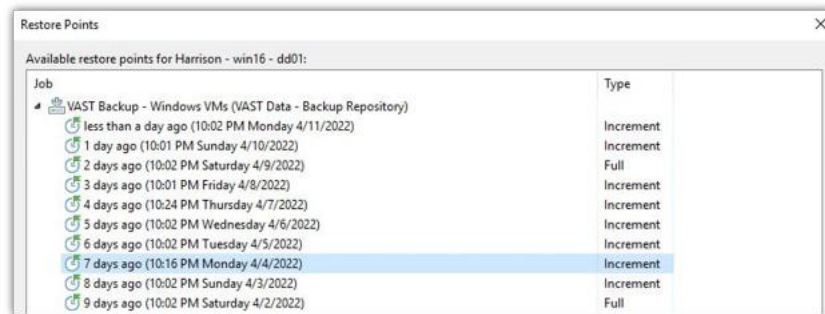 Restore Points
Available restore points for Harrison - win16 - dd01:
Job Type
VAST Backup - Windows VMs (VAST Data - Backup Repository)
less than a day ago (10:02 PM Monday 4/11/2022) Increment
1 day ago (10:01 PM Sunday 4/10/2022) Increment
2 days ago (10:02 PM Saturday 4/9/2022) Full
3 days ago (10:01 PM Friday 4/8/2022) Increment
4 days ago (10:24 PM Thursday 4/7/2022) Increment
5 days ago (10:02 PM Wednesday 4/6/2022) Increment
6 days ago (10:02 PM Tuesday 4/5/2022) Increment
7 days ago (10:16 PM Monday 4/4/2022) Increment
8 days ago (10:02 PM Sunday 4/3/2022) Increment
9 days ago (10:02 PM Saturday 4/2/2022) Full